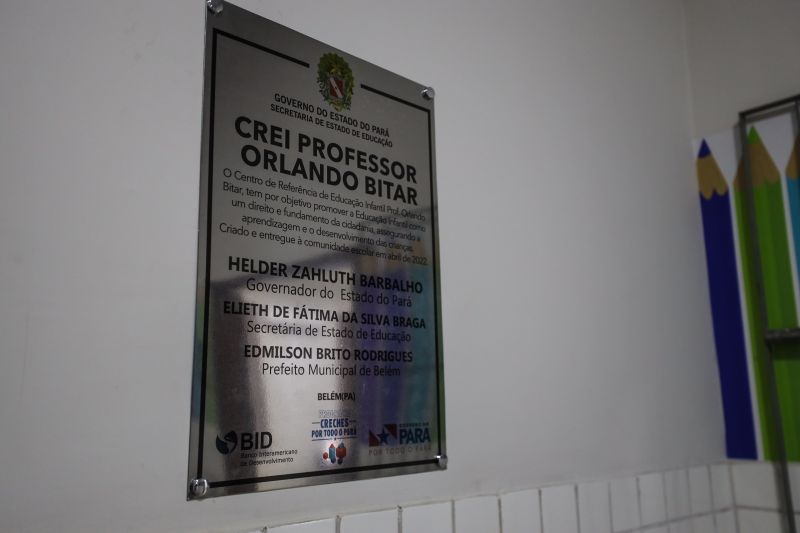 GOVERNO DO ESTADO DO PARÁ
SECRETARIA DE ESTADO DE EDUCAÇÃO
CREI PROFESSOR
ORLANDO BITAR
O Centro de Referência de Educação Infantil Prof. Orlando
Bitar, tem por objetivo promover a Educação Infantil como
um direito e fundamento da cidadania, assegurando a
aprendizagem e o desenvolvimento das crianças.
Criado e entregue à comunidade escolar em abril de 2022.
HELDER ZAHLUTH BARBALHO
Governador do Estado do Pará
ELIETH DE FÁTIMA DA SILVA BRAGA
Secretária de Estado de Educação
EDMILSON BRITO RODRIGUES
Prefeito Municipal de Belém
BELÉM(PA)
BID
Banco Interamericano
de Desenvolvimento
PROGRAMA
CRECHES
POR TODO O PARÁ
GOVERNO DO
PARÁ
POR TODO O PARÁ